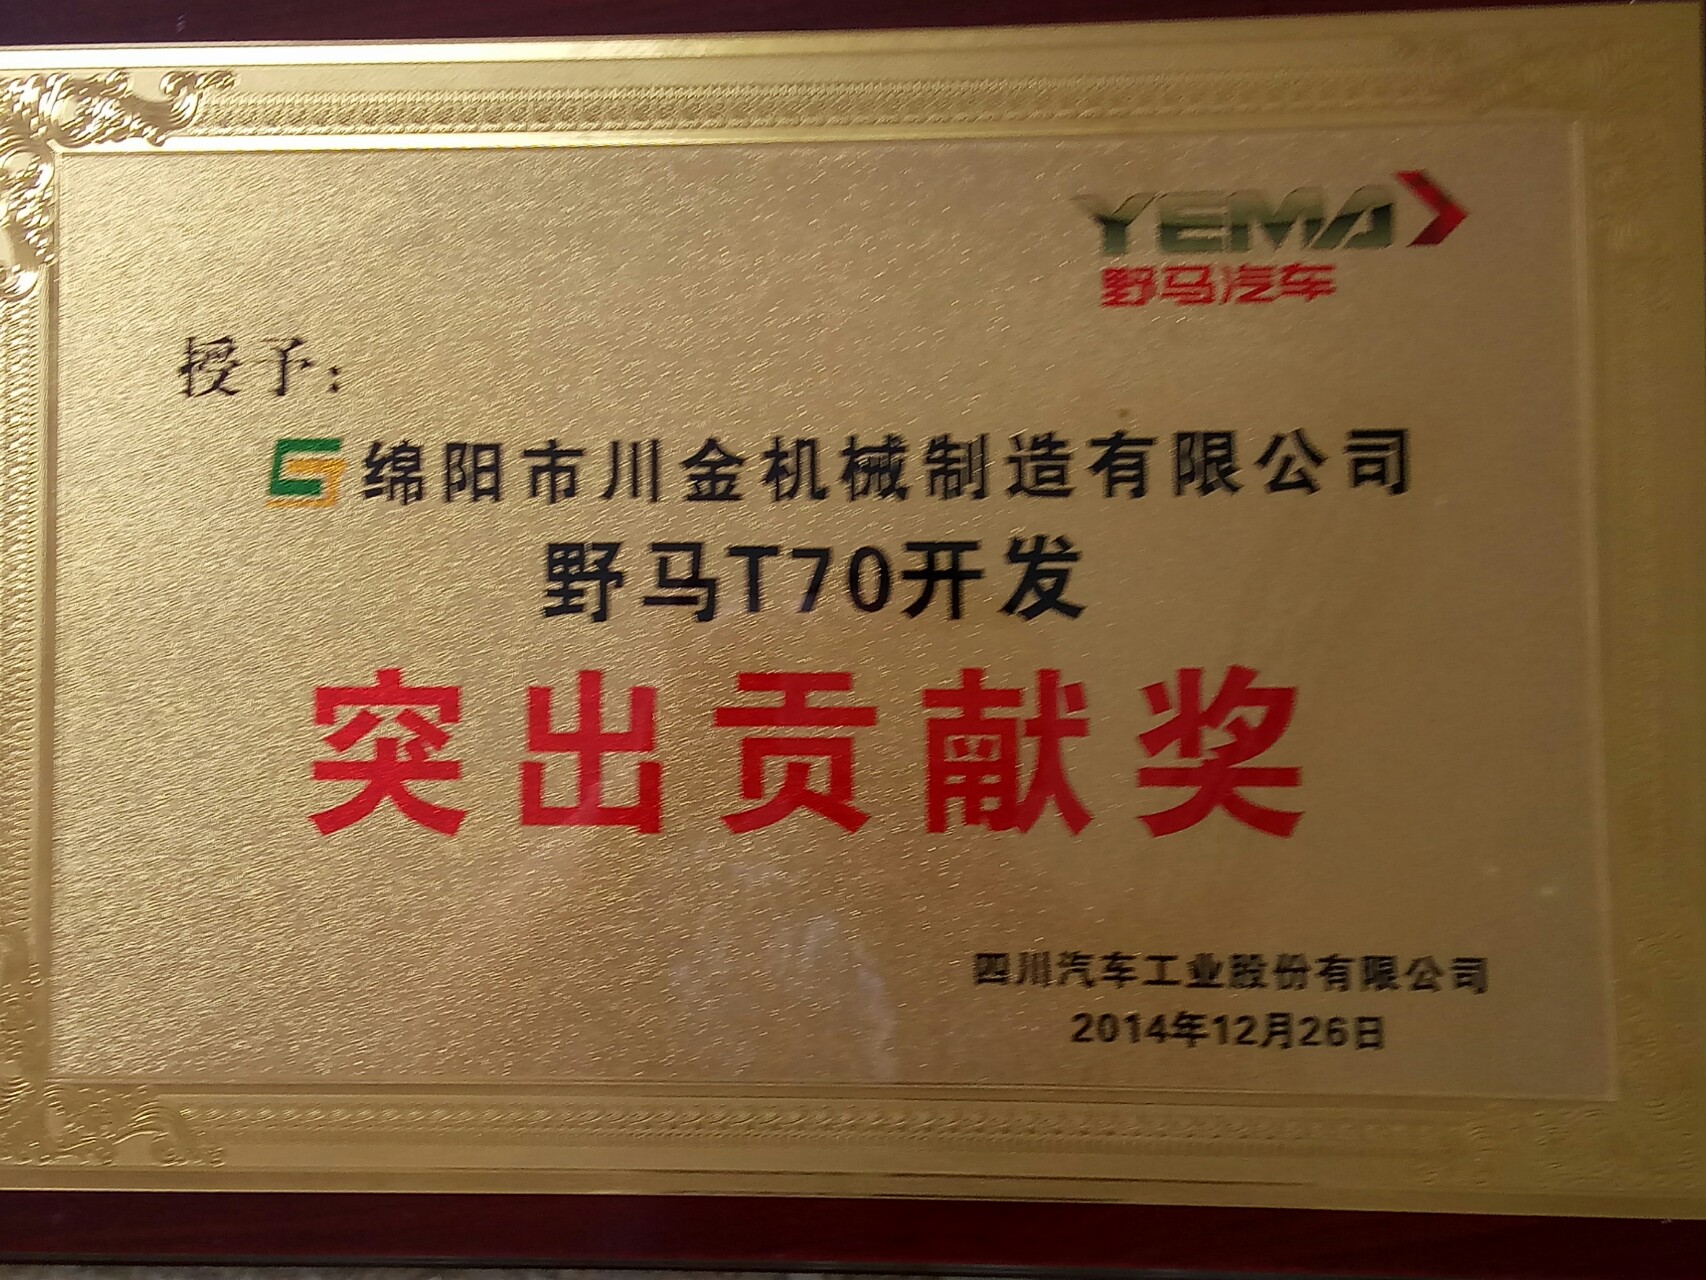 YEMA
野马汽车
授予：
绵阳市川金机械制造有限公司
野马T70开发
突出贡献奖
四川汽车工业股份有限公司
2014年12月26日